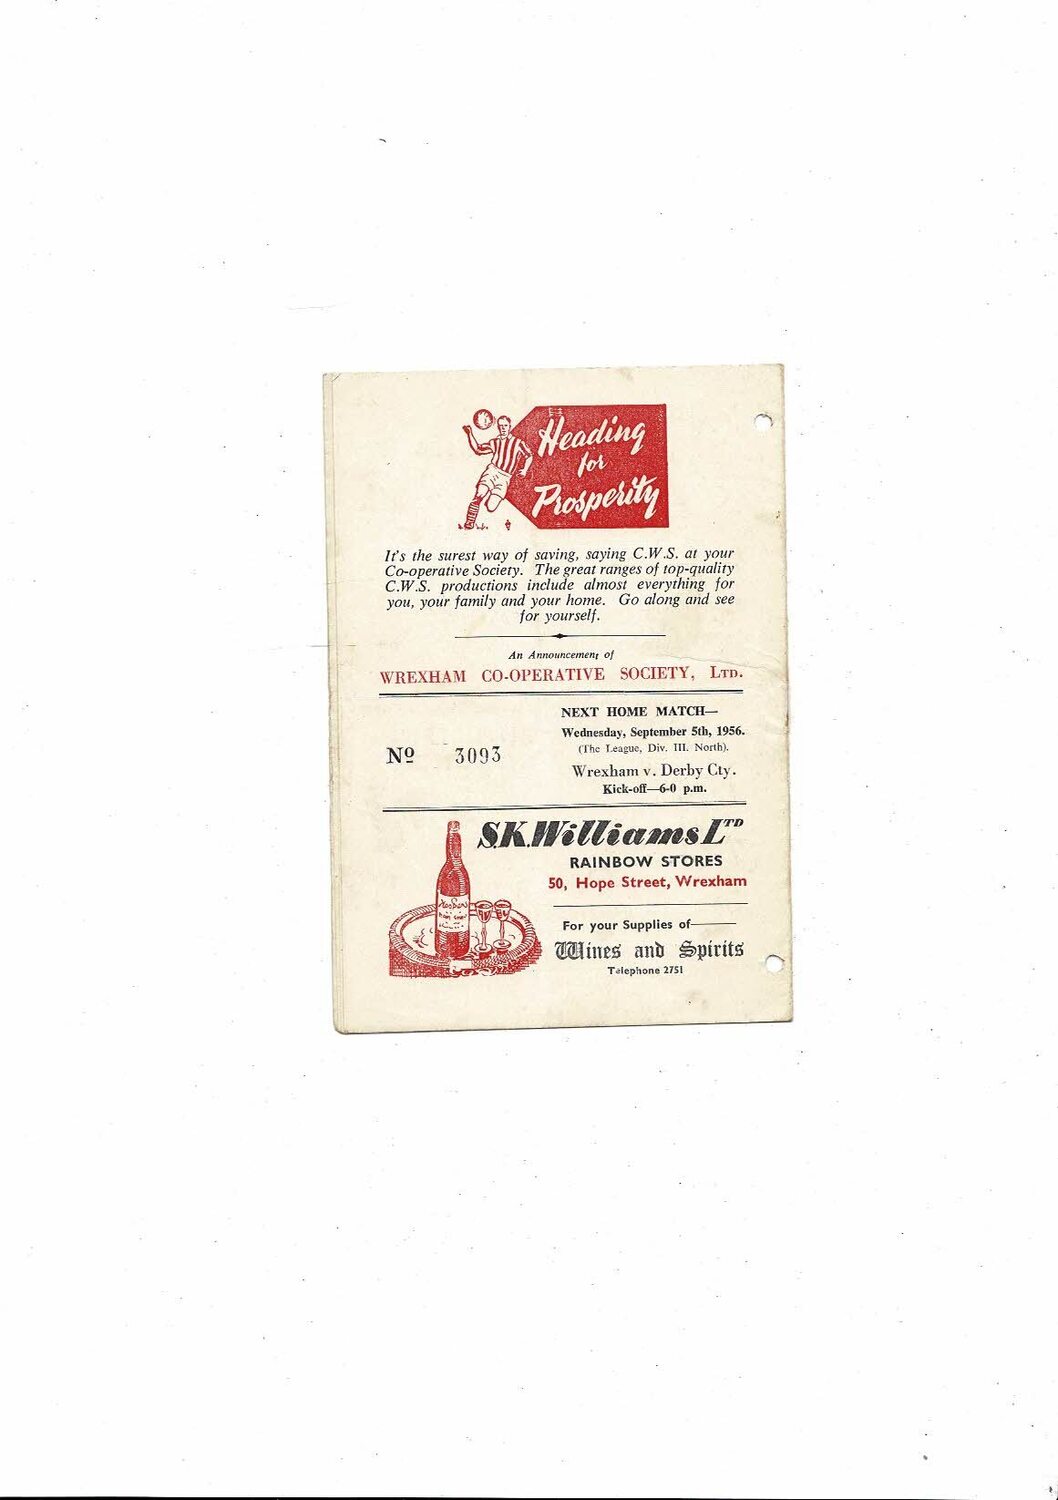 Heading
for
Prosperity
It's the surest way of saving, saying C.W.S. at your
Co-operative Society. The great ranges of top-quality
C.W.S. productions include almost everything for
you, your family and your home. Go along and see
for yourself.
An Announcement of
WREXHAM CO-OPERATIVE SOCIETY, LTD.
Nº 3093
NEXT HOME MATCH—
Wednesday, September 5th, 1956.
(The League, Div. III. North).
Wrexham v. Derby Cty.
Kick-off—6-0 p.m.
S.K. Williams LTD
RAINBOW STORES
50, Hope Street, Wrexham
For your Supplies of—
Wines and Spirits
Telephone 2751